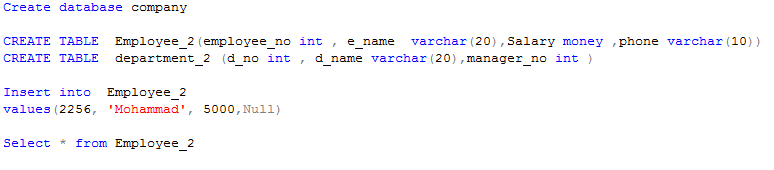 Create database company
CREATE TABLE  Employee_2(employee_no int , e_name  varchar(20),Salary money ,phone varchar(10))
CREATE TABLE  department_2 (d_no int , d_name varchar(20),manager_no int )
Insert into  Employee_2
values(2256, 'Mohammad', 5000,Null)
Select * from Employee_2